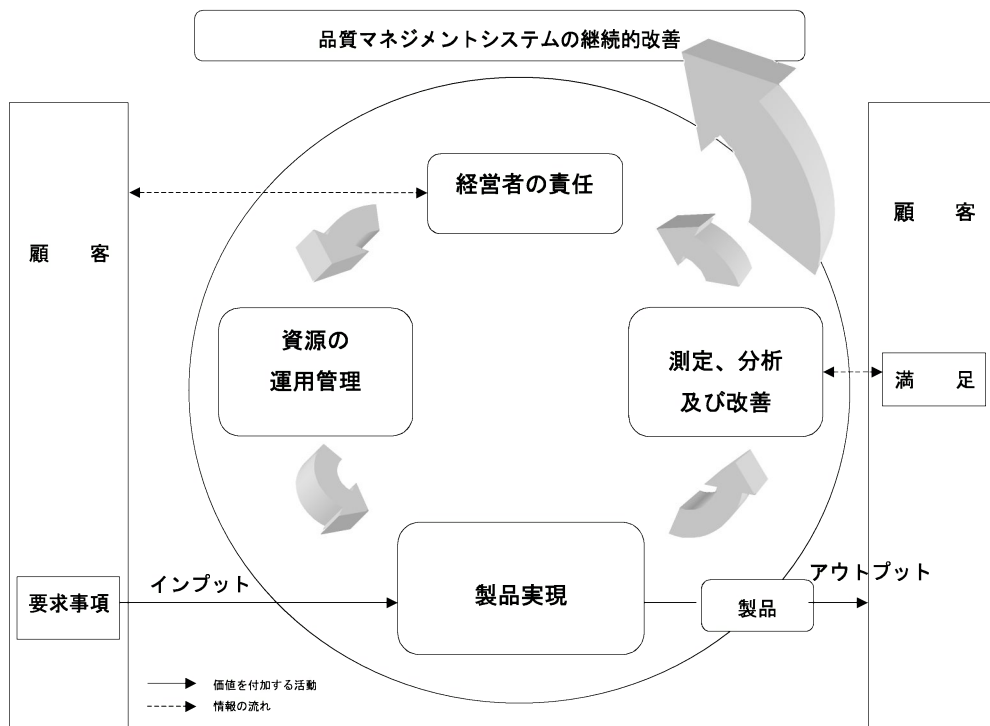 品質マネジメントシステムの継続的改善
経営者の責任
顧 客
顧 客
資源の
運用管理
測定、分析
及び改善
満 足
インプット
アウトプット
要求事項
製品実現
製品
価値を付加する活動
情報の流れ